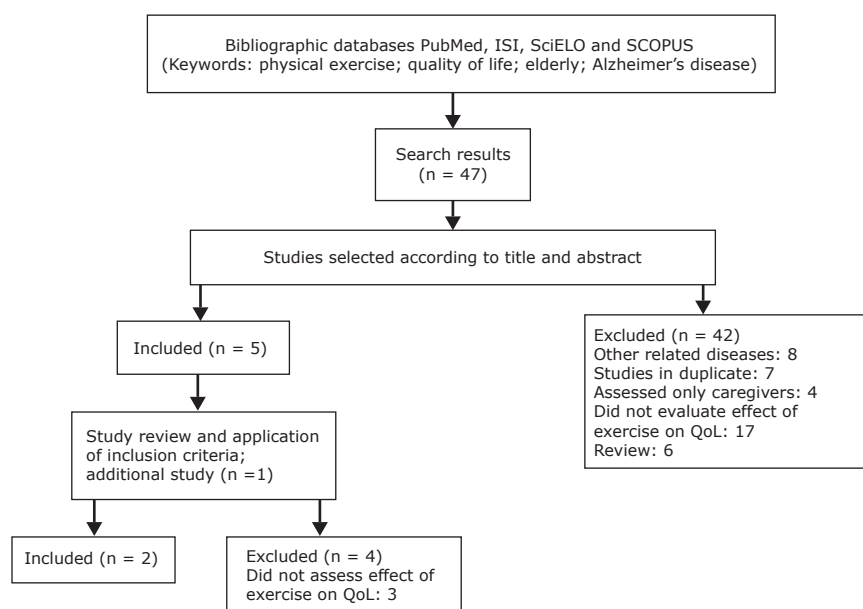 Bibliographic databases PubMed, ISI, SciELO and SCOPUS
(Keywords: physical exercise; quality of life; elderly; Alzheimer’s disease)
Search results
(n = 47)
Studies selected according to title and abstract
Included (n = 5)
Excluded (n = 42)
Other related diseases: 8
Studies in duplicate: 7
Assessed only caregivers: 4
Did not evaluate effect of
exercise on QoL: 17
Review: 6
Study review and application
of inclusion criteria;
additional study (n =1)
Included (n = 2)
Excluded (n = 4)
Did not assess effect of
exercise on QoL: 3